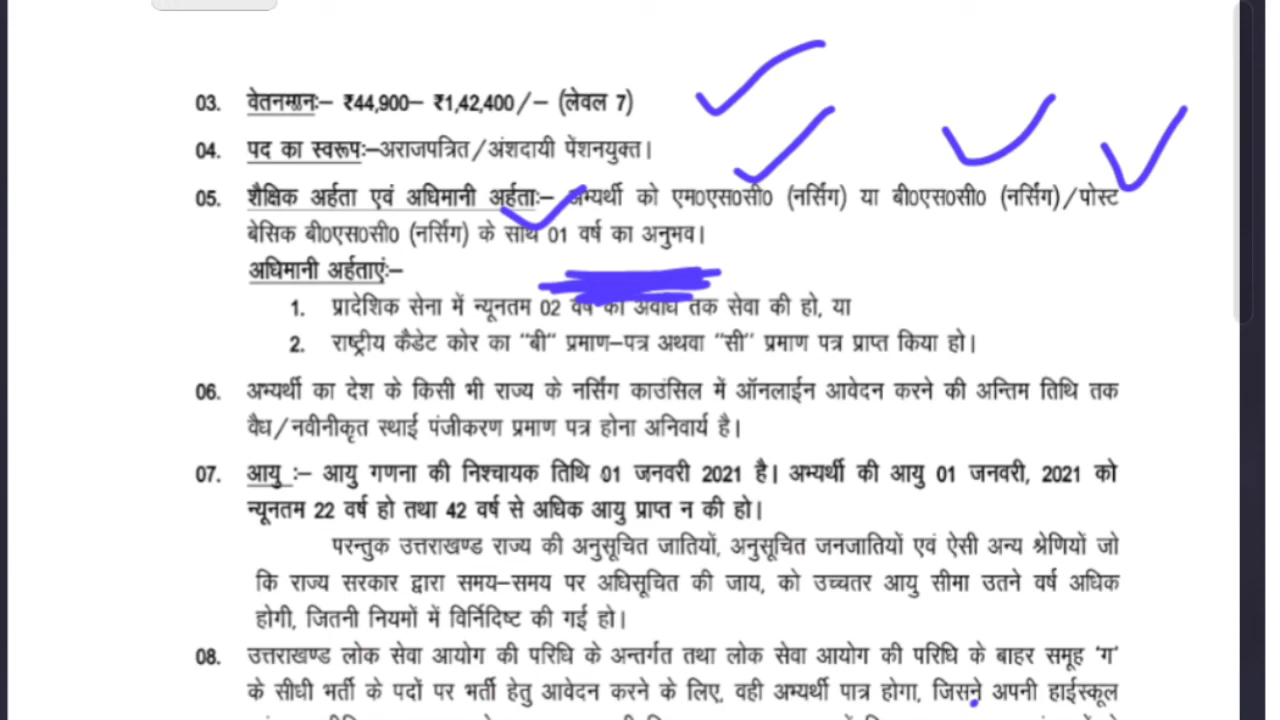 03. वेतनमानः– ₹44,900– ₹1,42,400/– (लेवल 7)
04. पद का स्वरूपः–अराजपत्रित/अंशदायी पेंशनयुक्त।
05. शैक्षिक अर्हता एवं अधिमानी अर्हताः– अभ्यर्थी को एम0एस0सी0 (नर्सिंग) या बी0एस0सी0 (नर्सिंग)/पोस्ट
बेसिक बी0एस0सी0 (नर्सिंग) के साथ 01 वर्ष का अनुभव।
अधिमानी अर्हताएंः–
1. प्रादेशिक सेना में न्यूनतम 02 वर्ष की अवधि तक सेवा की हो, या
2. राष्ट्रीय कैडेट कोर का ''बी'' प्रमाण–पत्र अथवा ''सी'' प्रमाण पत्र प्राप्त किया हो।
06. अभ्यर्थी का देश के किसी भी राज्य के नर्सिंग काउंसिल में ऑनलाईन आवेदन करने की अन्तिम तिथि तक
वैध/नवीनीकृत स्थाई पंजीकरण प्रमाण पत्र होना अनिवार्य है।
07. आयु :– आयु गणना की निश्चायक तिथि 01 जनवरी 2021 है। अभ्यर्थी की आयु 01 जनवरी, 2021 को
न्यूनतम 22 वर्ष हो तथा 42 वर्ष से अधिक आयु प्राप्त न की हो।
परन्तुक उत्तराखण्ड राज्य की अनुसूचित जातियों, अनुसूचित जनजातियों एवं ऐसी अन्य श्रेणियों जो
कि राज्य सरकार द्वारा समय–समय पर अधिसूचित की जाय, को उच्चतर आयु सीमा उतने वर्ष अधिक
होगी, जितनी नियमों में विर्निदिष्ट की गई हो।
08. उत्तराखण्ड लोक सेवा आयोग की परिधि के अन्तर्गत तथा लोक सेवा आयोग की परिधि के बाहर समूह 'ग'
के सीधी भर्ती के पदों पर भर्ती हेतु आवेदन करने के लिए, वही अभ्यर्थी पात्र होगा, जिसने अपनी हाईस्कूल